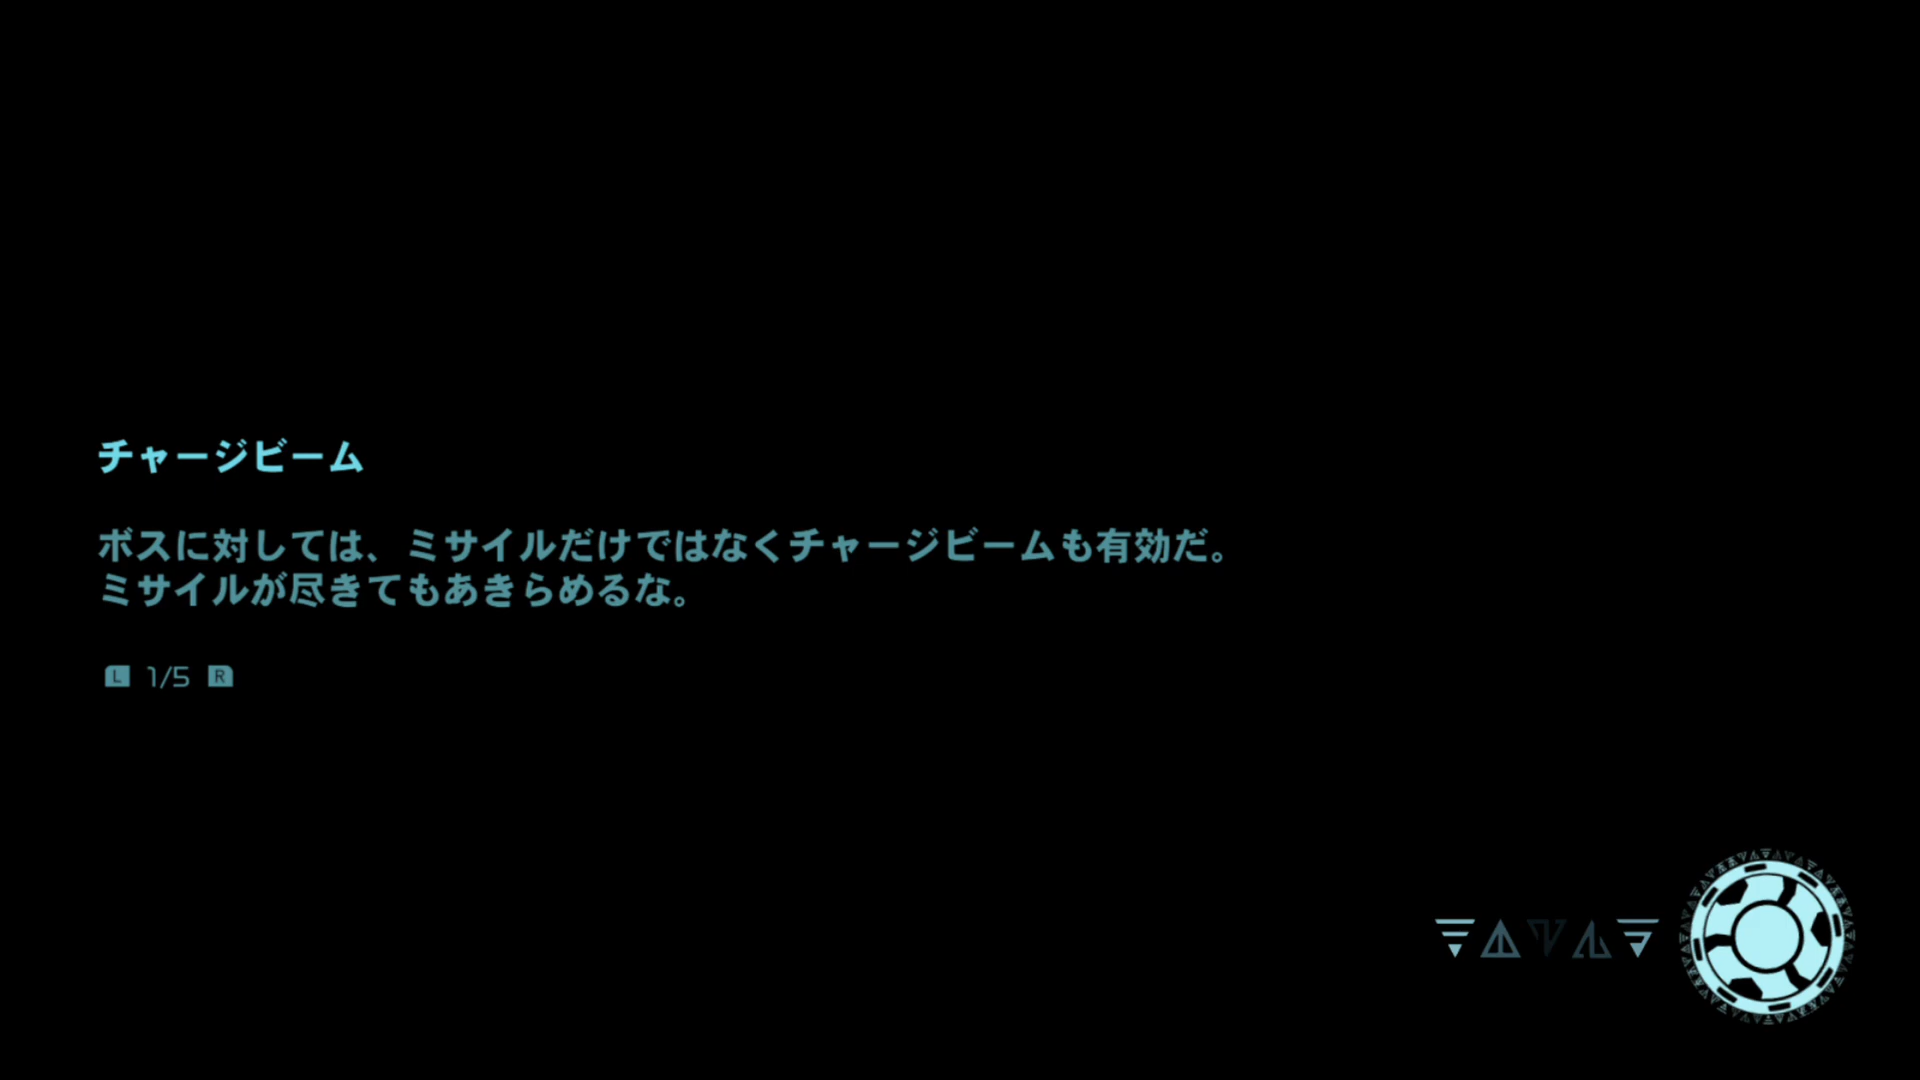 チャージビーム
ボスに対しては、ミサイルだけではなくチャージビームも有効だ。
ミサイルが尽きてもあきらめるな。
L 1/5 R